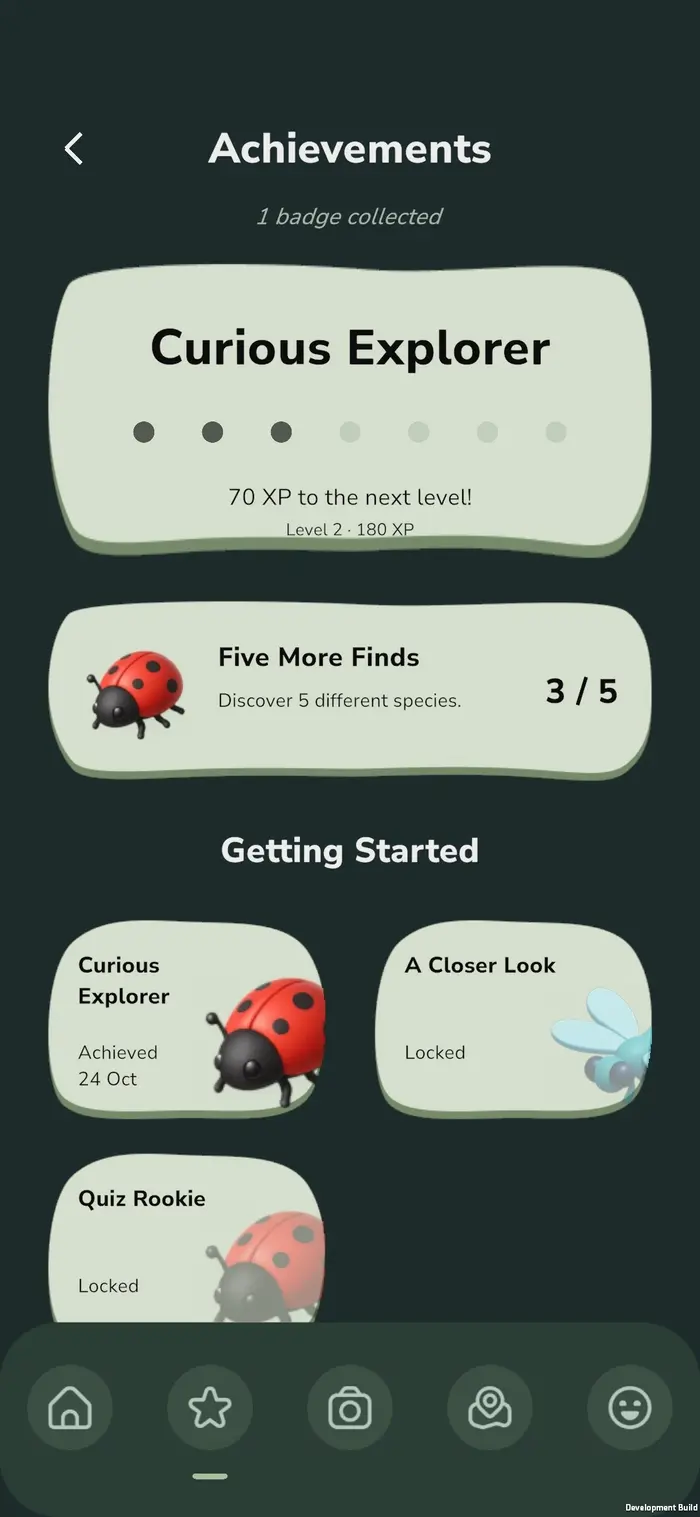 Achievements
1 badge collected
Curious Explorer
70 XP to the next level!
Level 2 · 180 XP
Five More Finds
Discover 5 different species.
3 / 5
Getting Started
Curious
Explorer
Achieved
24 Oct
A Closer Look
Locked
Quiz Rookie
Locked
Development Build